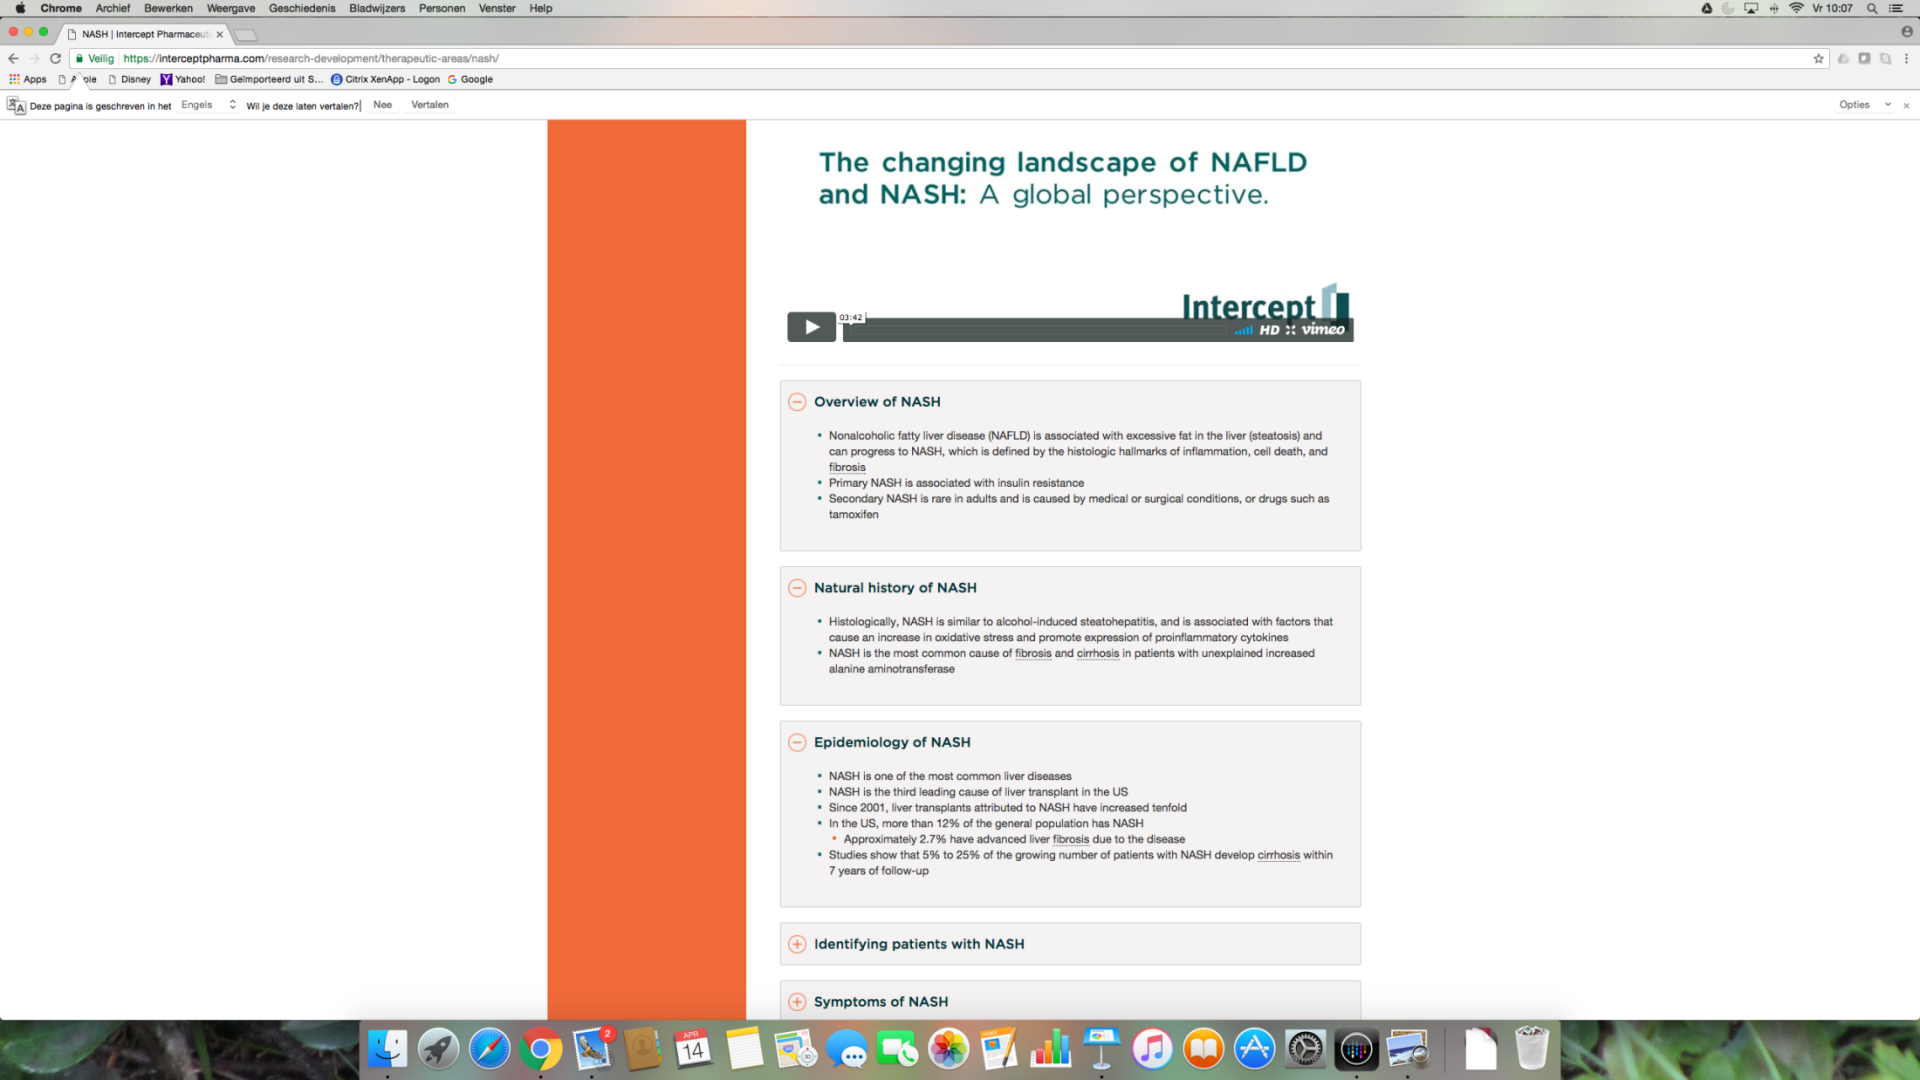 Chrome Archief Bewerken Weergave Geschiedenis Bladwijzers Personen Venster Help Vr 10:07
NASH | Intercept Pharmaceuti
Veilig https://interceptpharma.com/research-development/therapeutic-areas/nash/
Apps Disney Yahoo! Geïmporteerd uit S... Citrix XenApp - Logon Google
Deze pagina is geschreven in het Engels Wil je deze laten vertalen? Nee Vertalen Opties
The changing landscape of NAFLD
and NASH: A global perspective.
Intercept
03:42
HD vimeo
Overview of NASH
Nonalcoholic fatty liver disease (NAFLD) is associated with excessive fat in the liver (steatosis) and
can progress to NASH, which is defined by the histologic hallmarks of inflammation, cell death, and
fibrosis
Primary NASH is associated with insulin resistance
Secondary NASH is rare in adults and is caused by medical or surgical conditions, or drugs such as
tamoxifen
Natural history of NASH
Histologically, NASH is similar to alcohol-induced steatohepatitis, and is associated with factors that
cause an increase in oxidative stress and promote expression of proinflammatory cytokines
NASH is the most common cause of fibrosis and cirrhosis in patients with unexplained increased
alanine aminotransferase
Epidemiology of NASH
NASH is one of the most common liver diseases
NASH is the third leading cause of liver transplant in the US
Since 2001, liver transplants attributed to NASH have increased tenfold
In the US, more than 12% of the general population has NASH
Approximately 2.7% have advanced liver fibrosis due to the disease
Studies show that 5% to 25% of the growing number of patients with NASH develop cirrhosis within
7 years of follow-up
Identifying patients with NASH
Symptoms of NASH
2
APR
14